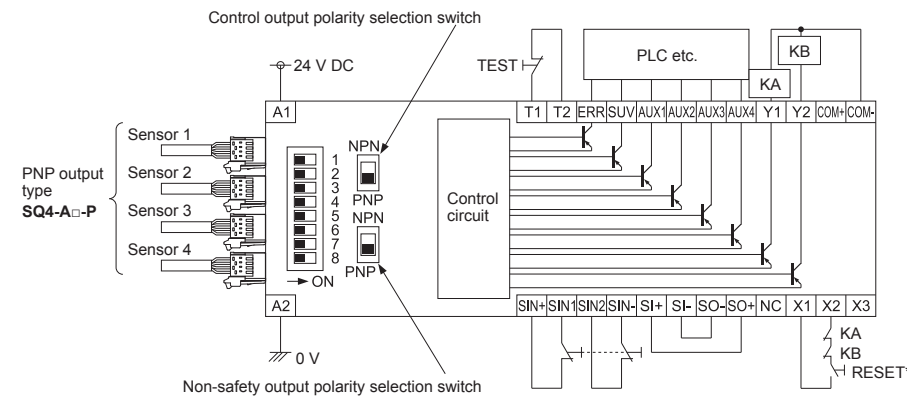 Control output polarity selection switch
24 V DC
TEST
PLC etc.
KA
KB
A1
T1 T2 ERR SUV AUX1 AUX2 AUX3 AUX4 Y1 Y2 COM+ COM-
Sensor 1
Sensor 2
Sensor 3
Sensor 4
PNP output
type
SQ4-A□-P
1
2
3
4
5
6
7
8
→ ON
NPN
PNP
NPN
PNP
Control
circuit
A2
SIN+ SIN1 SIN2 SIN- SI+ SI- SO- SO+ NC X1 X2 X3
0 V
KA
KB
RESET*
Non-safety output polarity selection switch